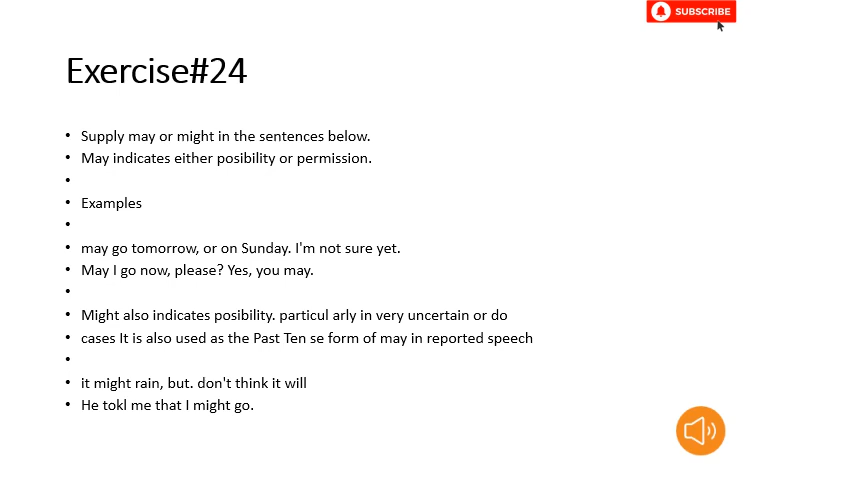 SUBSCRIBE
Exercise#24
• Supply may or might in the sentences below.
• May indicates either posibility or permission.
•
• Examples
•
• may go tomorrow, or on Sunday. I'm not sure yet.
• May I go now, please? Yes, you may.
•
• Might also indicates posibility. particul arly in very uncertain or do
• cases It is also used as the Past Ten se form of may in reported speech
•
• it might rain, but. don't think it will
• He tokl me that I might go.